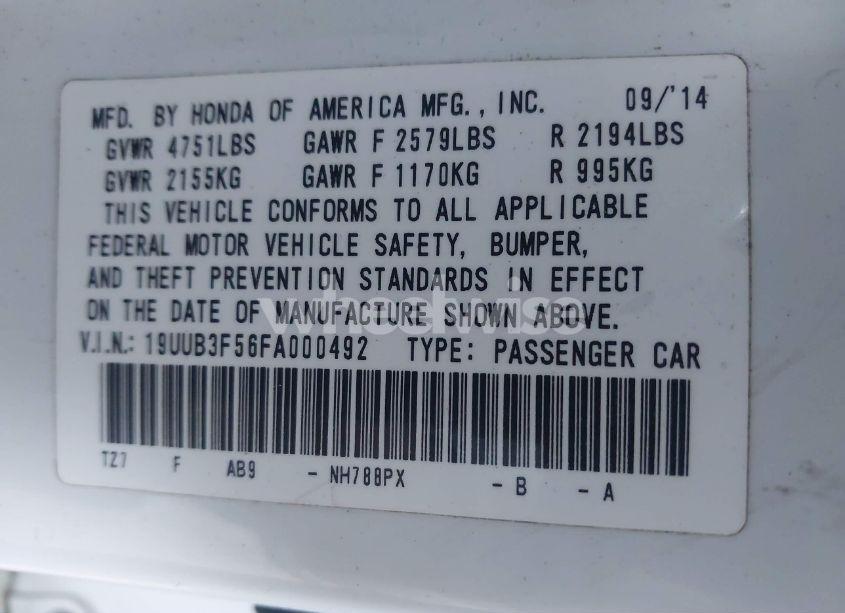 MFD. BY HONDA OF AMERICA MFG., INC. 09/'14
GVWR 4751LBS GAWR F 2579LBS R 2194LBS
GVWR 2155KG GAWR F 1170KG R 995KG
THIS VEHICLE CONFORMS TO ALL APPLICABLE
FEDERAL MOTOR VEHICLE SAFETY, BUMPER,
AND THEFT PREVENTION STANDARDS IN EFFECT
ON THE DATE OF MANUFACTURE SHOWN ABOVE.
wheelwise
V.I.N.: 19UUB3F56FA000492 TYPE: PASSENGER CAR
TZ7 F AB9 - NH788PX - B - A